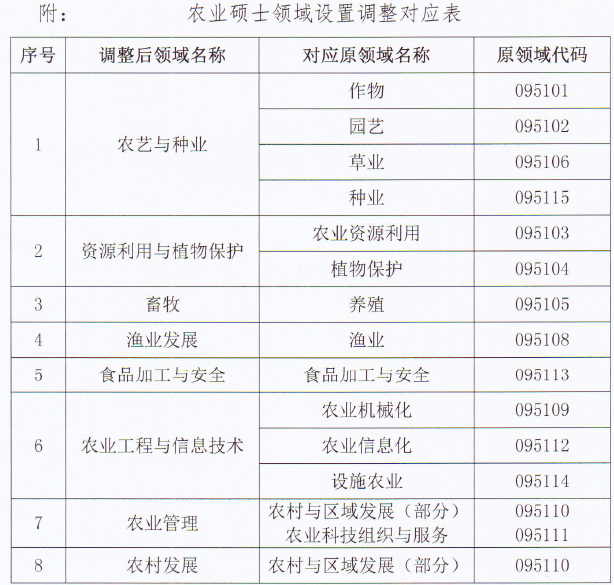 附： 农业硕士领域设置调整对应表
序号 调整后领域名称 对应原领域名称 原领域代码
1 农艺与种业 作物 095101
园艺 095102
草业 095106
种业 095115
2 资源利用与植物保护 农业资源利用 095103
植物保护 095104
3 畜牧 养殖 095105
4 渔业发展 渔业 095108
5 食品加工与安全 食品加工与安全 095113
6 农业工程与信息技术 农业机械化 095109
农业信息化 095112
设施农业 095114
7 农业管理 农村与区域发展（部分） 095110
农业科技组织与服务 095111
8 农村发展 农村与区域发展（部分） 095110